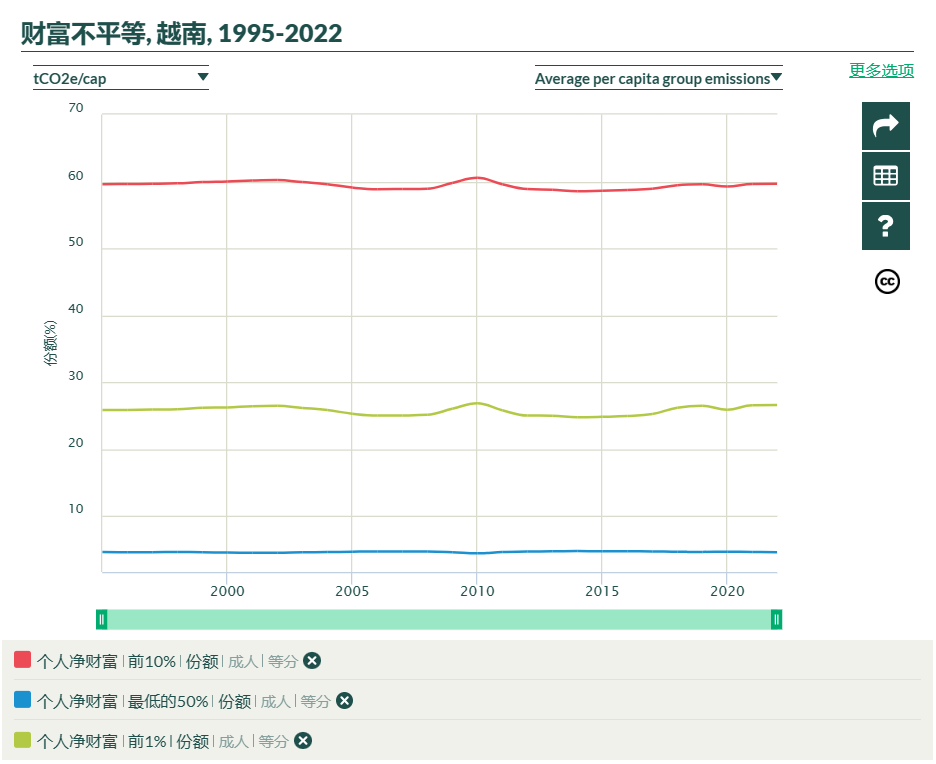 财富不平等, 越南, 1995-2022
tCO2e/cap
Average per capita group emissions
更多选项
70
60
50
40
30
20
10
份额(%)
2000
2005
2010
2015
2020
?
cc
个人净财富 | 前10% | 份额 | 成人 | 等分
个人净财富 | 最低的50% | 份额 | 成人 | 等分
个人净财富 | 前1% | 份额 | 成人 | 等分